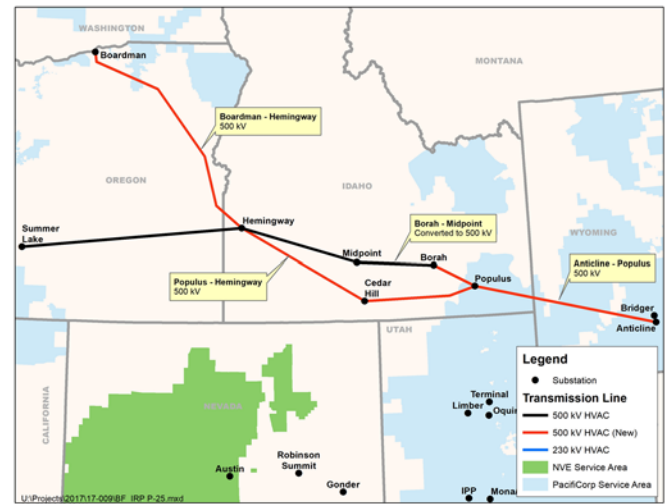 WASHINGTON
Boardman
MONTANA
Boardman - Hemingway
500 kV
OREGON
IDAHO
Hemingway
Summer
Lake
WYOMING
Borah - Midpoint
Converted to 500 kV
Midpoint
Borah
Anticline - Populus
500 kV
Populus - Hemingway
500 kV
Cedar
Hill
Populus
Bridger
Anticline
UTAH
CALIFORNIA
NEVADA
Terminal
Limber
Oquirr
Robinson
Summit
Austin
Gonder
IPP
Mona
Legend
Substation
Transmission Line
500 kV HVAC
500 kV HVAC (New)
230 kV HVAC
NVE Service Area
PacifiCorp Service Area
U:\Projects\2017\17-009\BF_IRP P-25.mxd